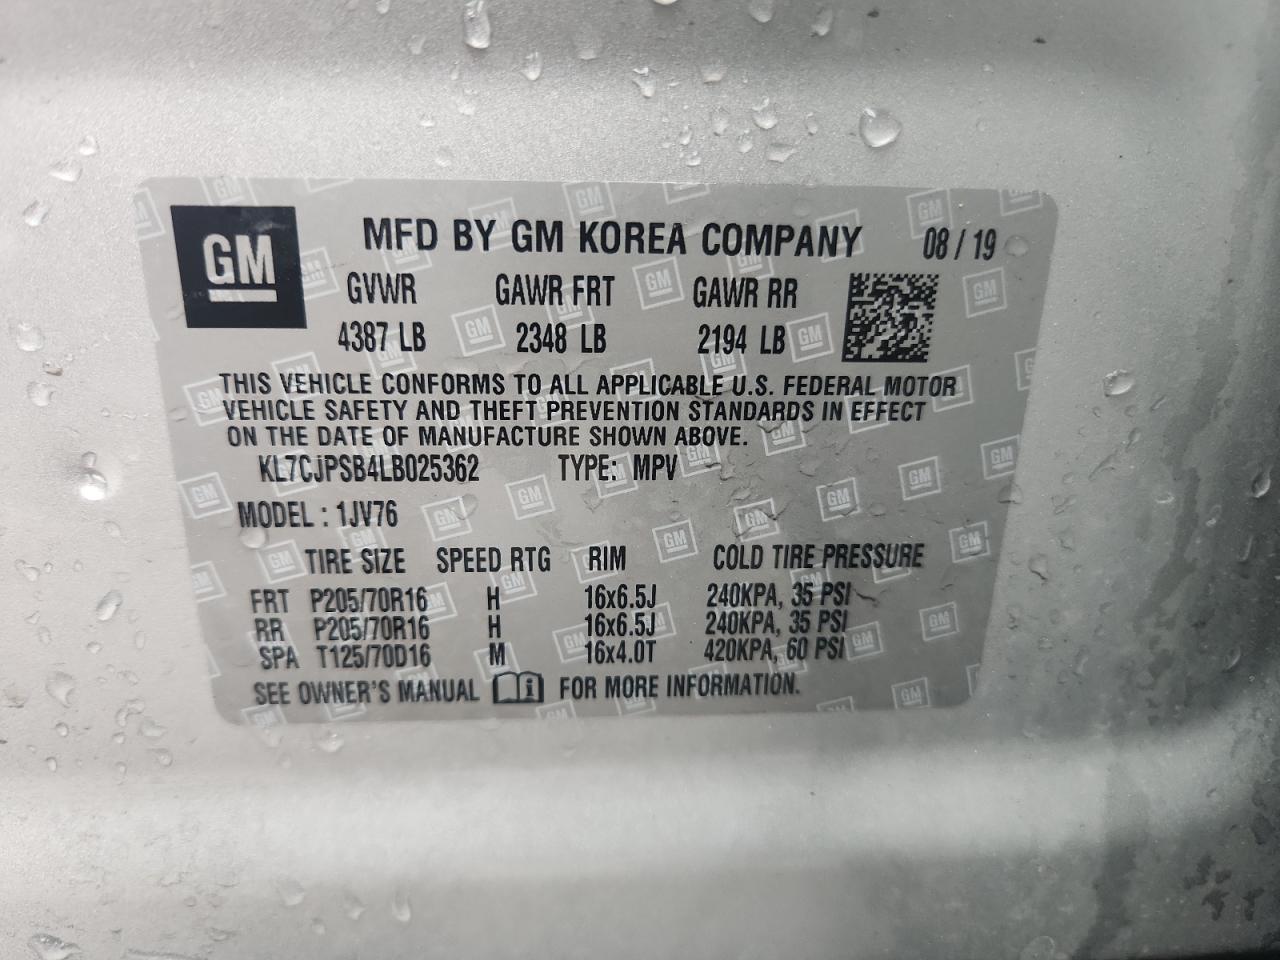 GM
MFD BY GM KOREA COMPANY 08 / 19
GVWR GAWR FRT GAWR RR
4387 LB 2348 LB 2194 LB
THIS VEHICLE CONFORMS TO ALL APPLICABLE U.S. FEDERAL MOTOR
VEHICLE SAFETY AND THEFT PREVENTION STANDARDS IN EFFECT
ON THE DATE OF MANUFACTURE SHOWN ABOVE.
KL7CJPSB4LB025362 TYPE: MPV
MODEL : 1JV76
TIRE SIZE SPEED RTG RIM COLD TIRE PRESSURE
FRT P205/70R16 H 16x6.5J 240KPA, 35 PSI
RR P205/70R16 H 16x6.5J 240KPA, 35 PSI
SPA T125/70D16 M 16x4.0T 420KPA, 60 PSI
SEE OWNER'S MANUAL i FOR MORE INFORMATION.